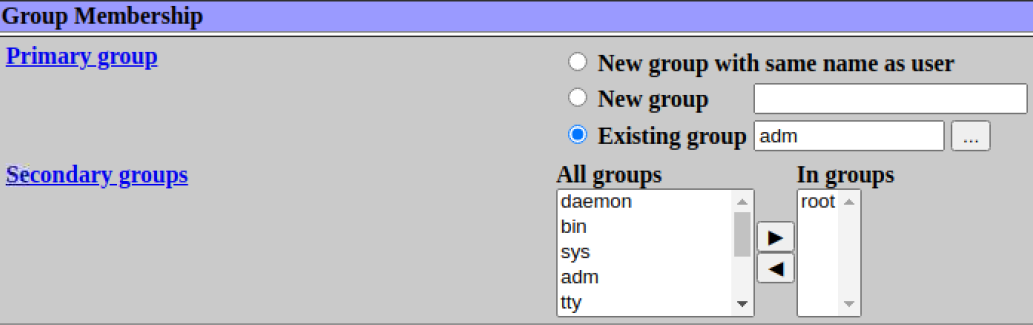 Group Membership
Primary group
New group with same name as user
New group
Existing group adm ...
Secondary groups
All groups In groups
daemon root
bin
sys
adm
tty